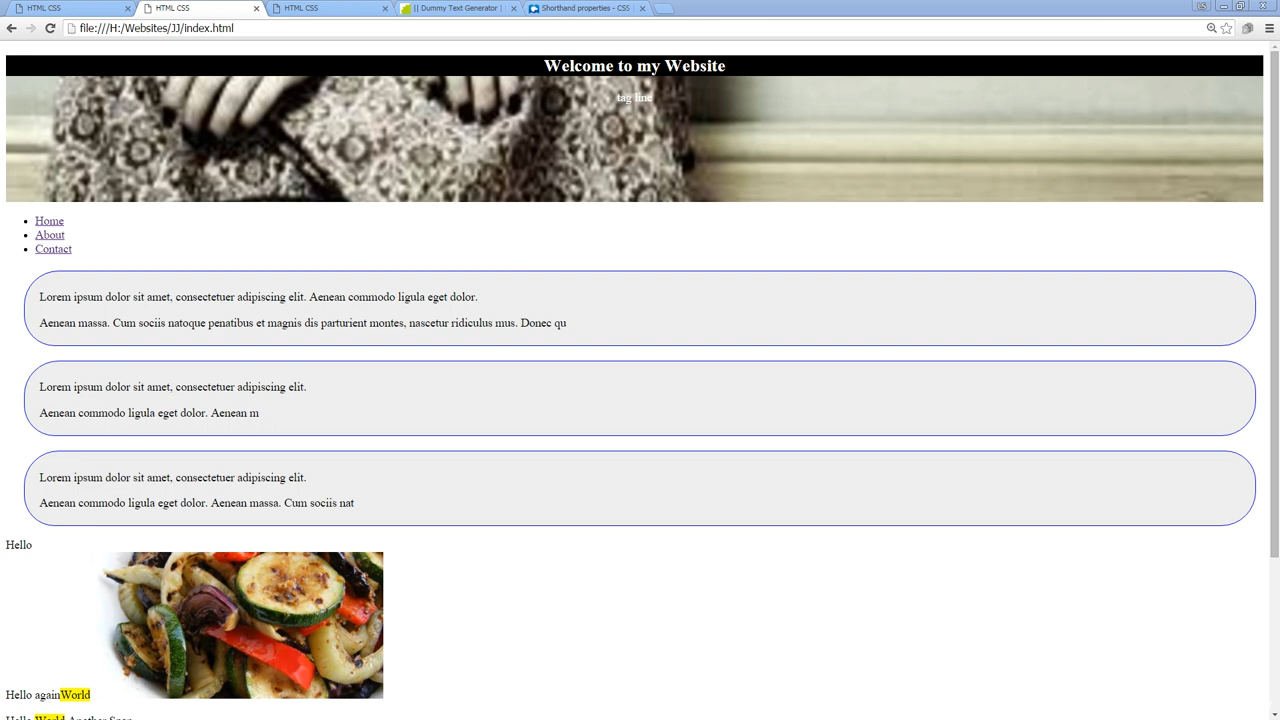 HTML CSS
HTML CSS
HTML CSS
|| Dummy Text Generator |
Shorthand properties - CSS
file:///H:/Websites/JJ/index.html
Welcome to my Website
tag line
Home
About
Contact
Lorem ipsum dolor sit amet, consectetuer adipiscing elit. Aenean commodo ligula eget dolor.
Aenean massa. Cum sociis natoque penatibus et magnis dis parturient montes, nascetur ridiculus mus. Donec qu
Lorem ipsum dolor sit amet, consectetuer adipiscing elit.
Aenean commodo ligula eget dolor. Aenean m
Lorem ipsum dolor sit amet, consectetuer adipiscing elit.
Aenean commodo ligula eget dolor. Aenean massa. Cum sociis nat
Hello
Hello againWorld
Hello World Another Span